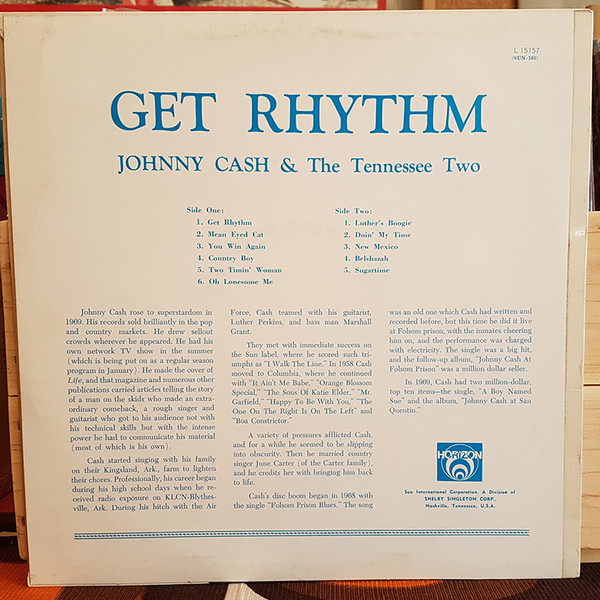 L 15157
(SUN-105)
GET RHYTHM
JOHNNY CASH & The Tennessee Two
Side One:
1. Get Rhythm
2. Mean Eyed Cat
3. You Win Again
4. Country Boy
5. Two Timin' Woman
6. Oh Lonesome Me
Side Two:
1. Luther's Boogie
2. Doin' My Time
3. New Mexico
4. Belshazah
5. Sugartime
Johnny Cash rose to superstardom in
1969. His records sold brilliantly in the pop
and country markets. He drew sellout
crowds wherever he appeared. He had his
own network TV show in the summer
(which is being put on as a regular season
program in January). He made the cover of
Life, and that magazine and numerous other
publications carried articles telling the story
of a man on the skids who made an extra-
ordinary comeback, a rough singer and
guitarist who got to his audience not with
his technical skills but with the intense
power he had to communicate his material
(most of which is his own).
Cash started singing with his family
on their Kingsland, Ark., farm to lighten
their chores. Professionally, his career began
during his high school days when he re-
ceived radio exposure on KLCN-Blythes-
ville, Ark. During his hitch with the Air
Force, Cash teamed with his guitarist,
Luther Perkins, and bass man Marshall
Grant.
They met with immediate success on
the Sun label, where he scored such tri-
umphs as "I Walk The Line." In 1958 Cash
moved to Columbia, where he continued
with "It Ain't Me Babe," "Orange Blossom
Special," "The Sons Of Katie Elder," "Mr.
Garfield," "Happy To Be With You," "The
One On The Right Is On The Left" and
"Boa Constrictor."
A variety of pressures afflicted Cash,
and for a while he seemed to be slipping
into obscurity. Then he married country
singer June Carter (of the Carter family),
and he credits her with bringing him back
to life.
Cash's disc boom began in 1968 with
the single "Folsom Prison Blues." The song
was an old one which Cash had written and
recorded before, but this time he did it live
at Folsom prison, with the inmates cheering
him on, and the performance was charged
with electricity. The single was a big hit,
and the follow-up album, "Johnny Cash At
Folsom Prison" was a million dollar seller.
In 1969, Cash had two million-dollar,
top ten items—the single, "A Boy Named
Sue" and the album, "Johnny Cash at San
Quentin."
HORIZON
Sun International Corporation, A Division of
SHELBY SINGLETON CORP.,
Nashville, Tennessee, U.S.A.